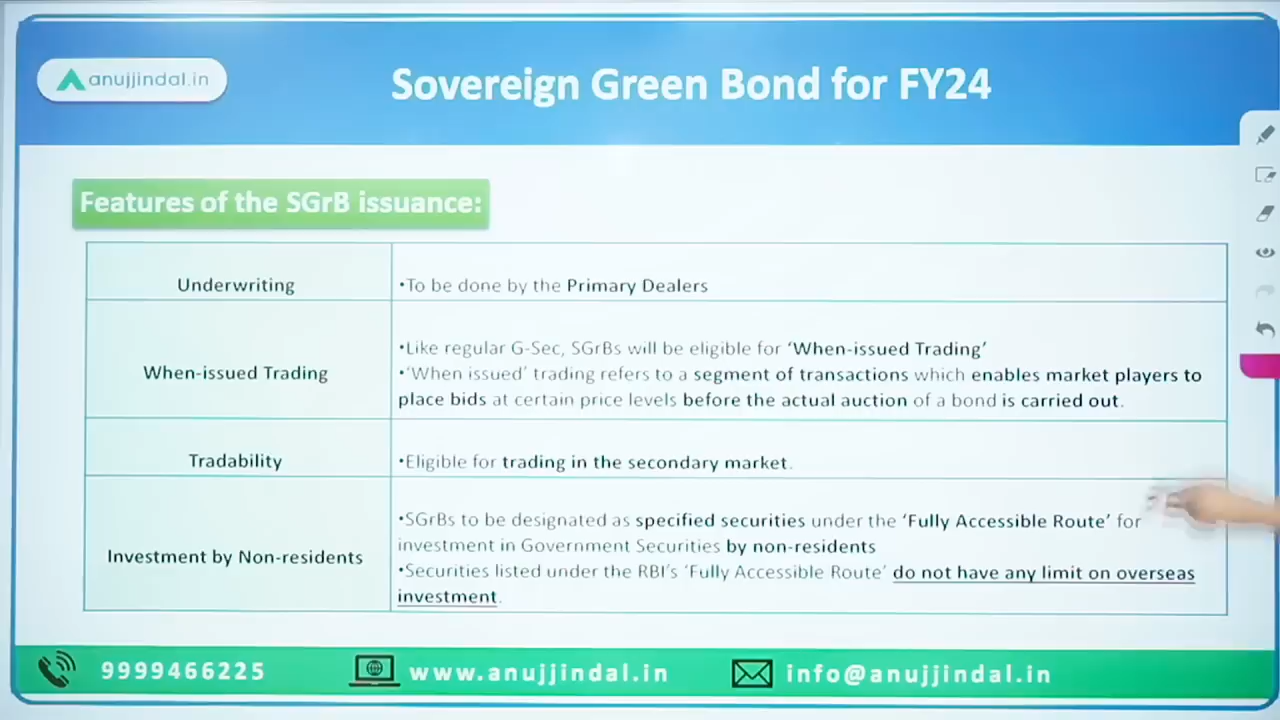 anujjindal.in
Sovereign Green Bond for FY24
Features of the SGrB issuance:
Underwriting
•To be done by the Primary Dealers
When-issued Trading
•Like regular G-Sec, SGrBs will be eligible for ‘When-issued Trading’
•‘When issued’ trading refers to a segment of transactions which enables market players to
place bids at certain price levels before the actual auction of a bond is carried out.
Tradability
•Eligible for trading in the secondary market.
Investment by Non-residents
•SGrBs to be designated as specified securities under the ‘Fully Accessible Route’ for
investment in Government Securities by non-residents
•Securities listed under the RBI’s ‘Fully Accessible Route’ do not have any limit on overseas
investment.
9999466225
www.anujjindal.in
info@anujjindal.in